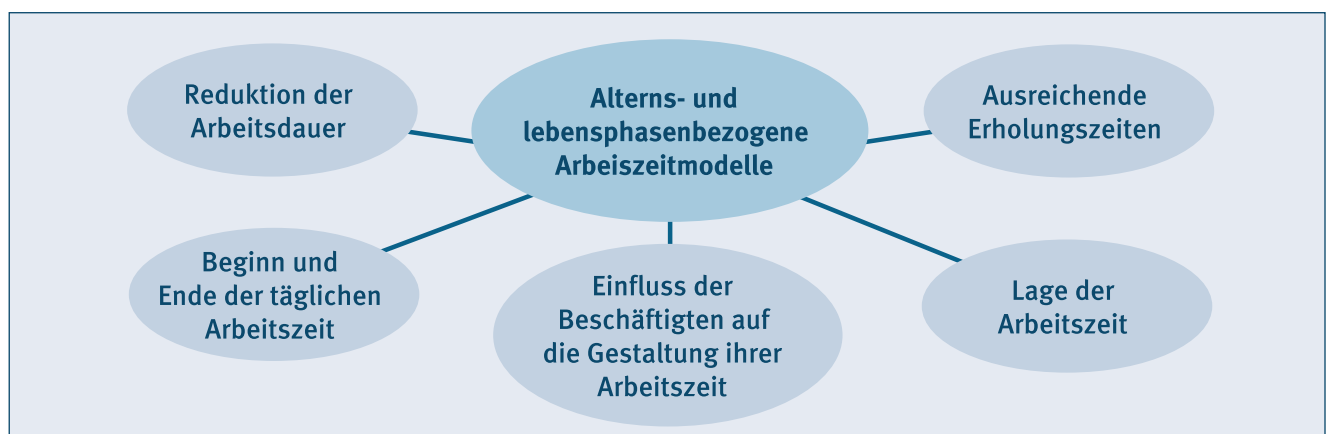 Reduktion der
Arbeitsdauer
Alterns- und
lebensphasenbezogene
Arbeiszeitmodelle
Ausreichende
Erholungszeiten
Beginn und
Ende der täglichen
Arbeitszeit
Einfluss der
Beschäftigten auf
die Gestaltung ihrer
Arbeitszeit
Lage der
Arbeitszeit